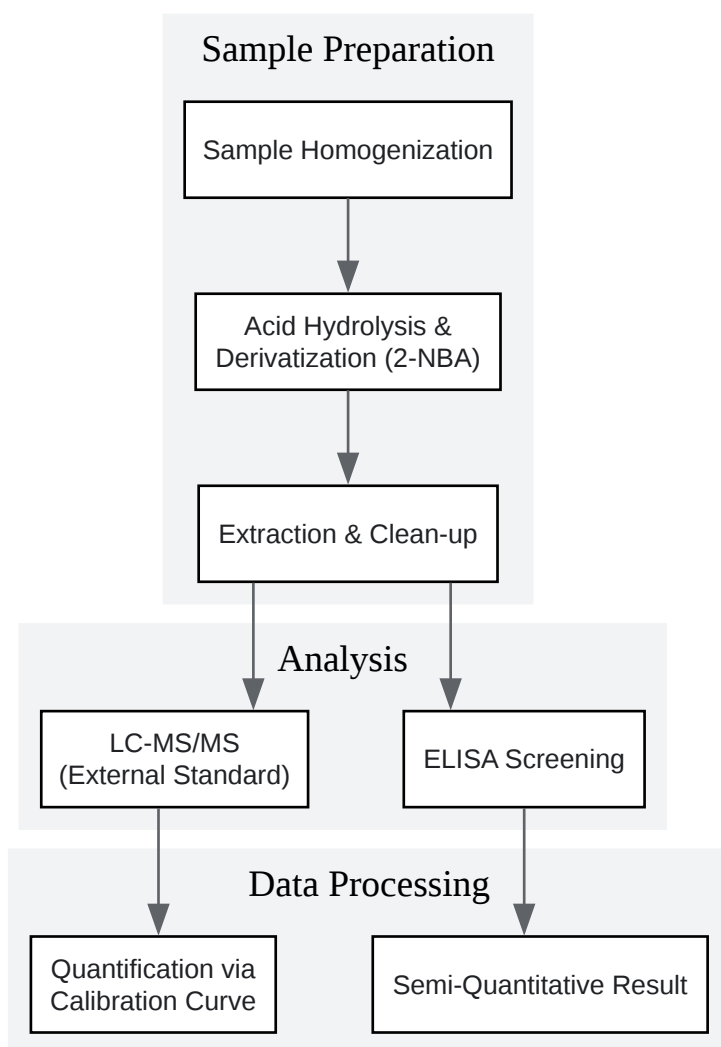 Sample Preparation
Sample Homogenization
Acid Hydrolysis &
Derivatization (2-NBA)
Extraction & Clean-up
Analysis
LC-MS/MS
(External Standard)
ELISA Screening
Data Processing
Quantification via
Calibration Curve
Semi-Quantitative Result